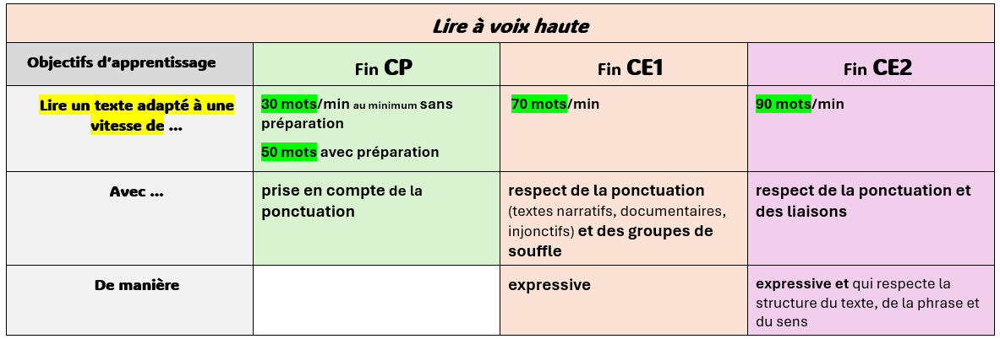 Lire à voix haute
Objectifs d’apprentissage
Fin CP
Fin CE1
Fin CE2
Lire un texte adapté à une
vitesse de ...
30 mots/min au minimum sans
préparation
50 mots avec préparation
70 mots/min
90 mots/min
Avec ...
prise en compte de la
ponctuation
respect de la ponctuation
(textes narratifs, documentaires,
injonctifs) et des groupes de
souffle
respect de la ponctuation et
des liaisons
De manière
expressive
expressive et qui respecte la
structure du texte, de la phrase et
du sens